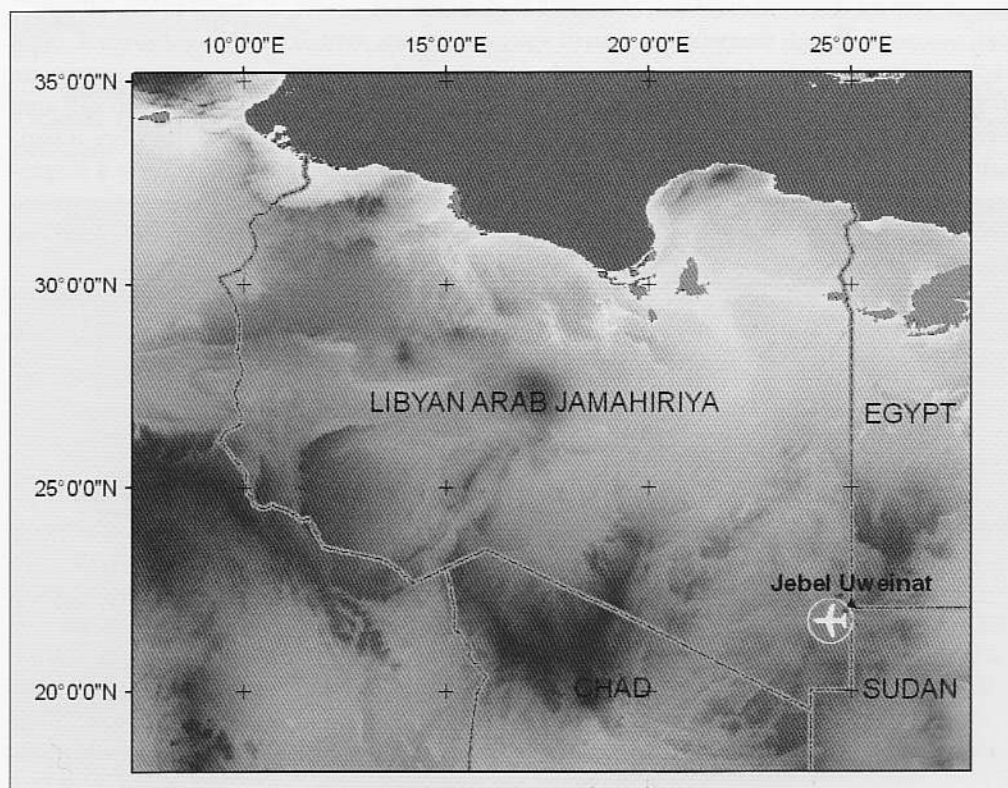 10°0'0"E 15°0'0"E 20°0'0"E 25°0'0"E
35°0'0"N
30°0'0"N
LIBYAN ARAB JAMAHIRIYA
EGYPT
25°0'0"N
Jebel Uweinat
20°0'0"N
CHAD
SUDAN